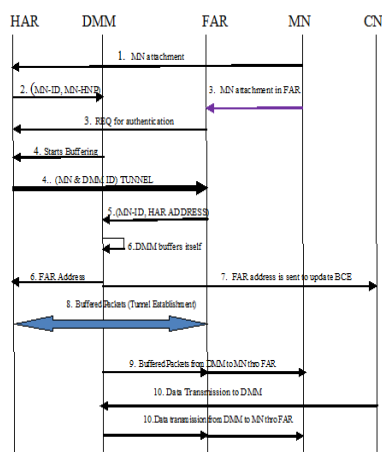 HAR DMM FAR MN CN
1. MN attachment
2. (MN-ID, MN-HNP)
3. MN attachment in FAR
3. REQ for authentication
4. Starts Buffering
4.. (MN & DMM ID) TUNNEL
5.(MN-ID, HAR ADDRESS)
6.DMM buffers itself
6. FAR Address
7. FAR address is sent to update BCE
8. Buffered Packets (Tunnel Establishment)
9. Buffered Packets from DMM to MN thro FAR
10. Data Transmission to DMM
10.Data transmission from DMM to MN thro FAR